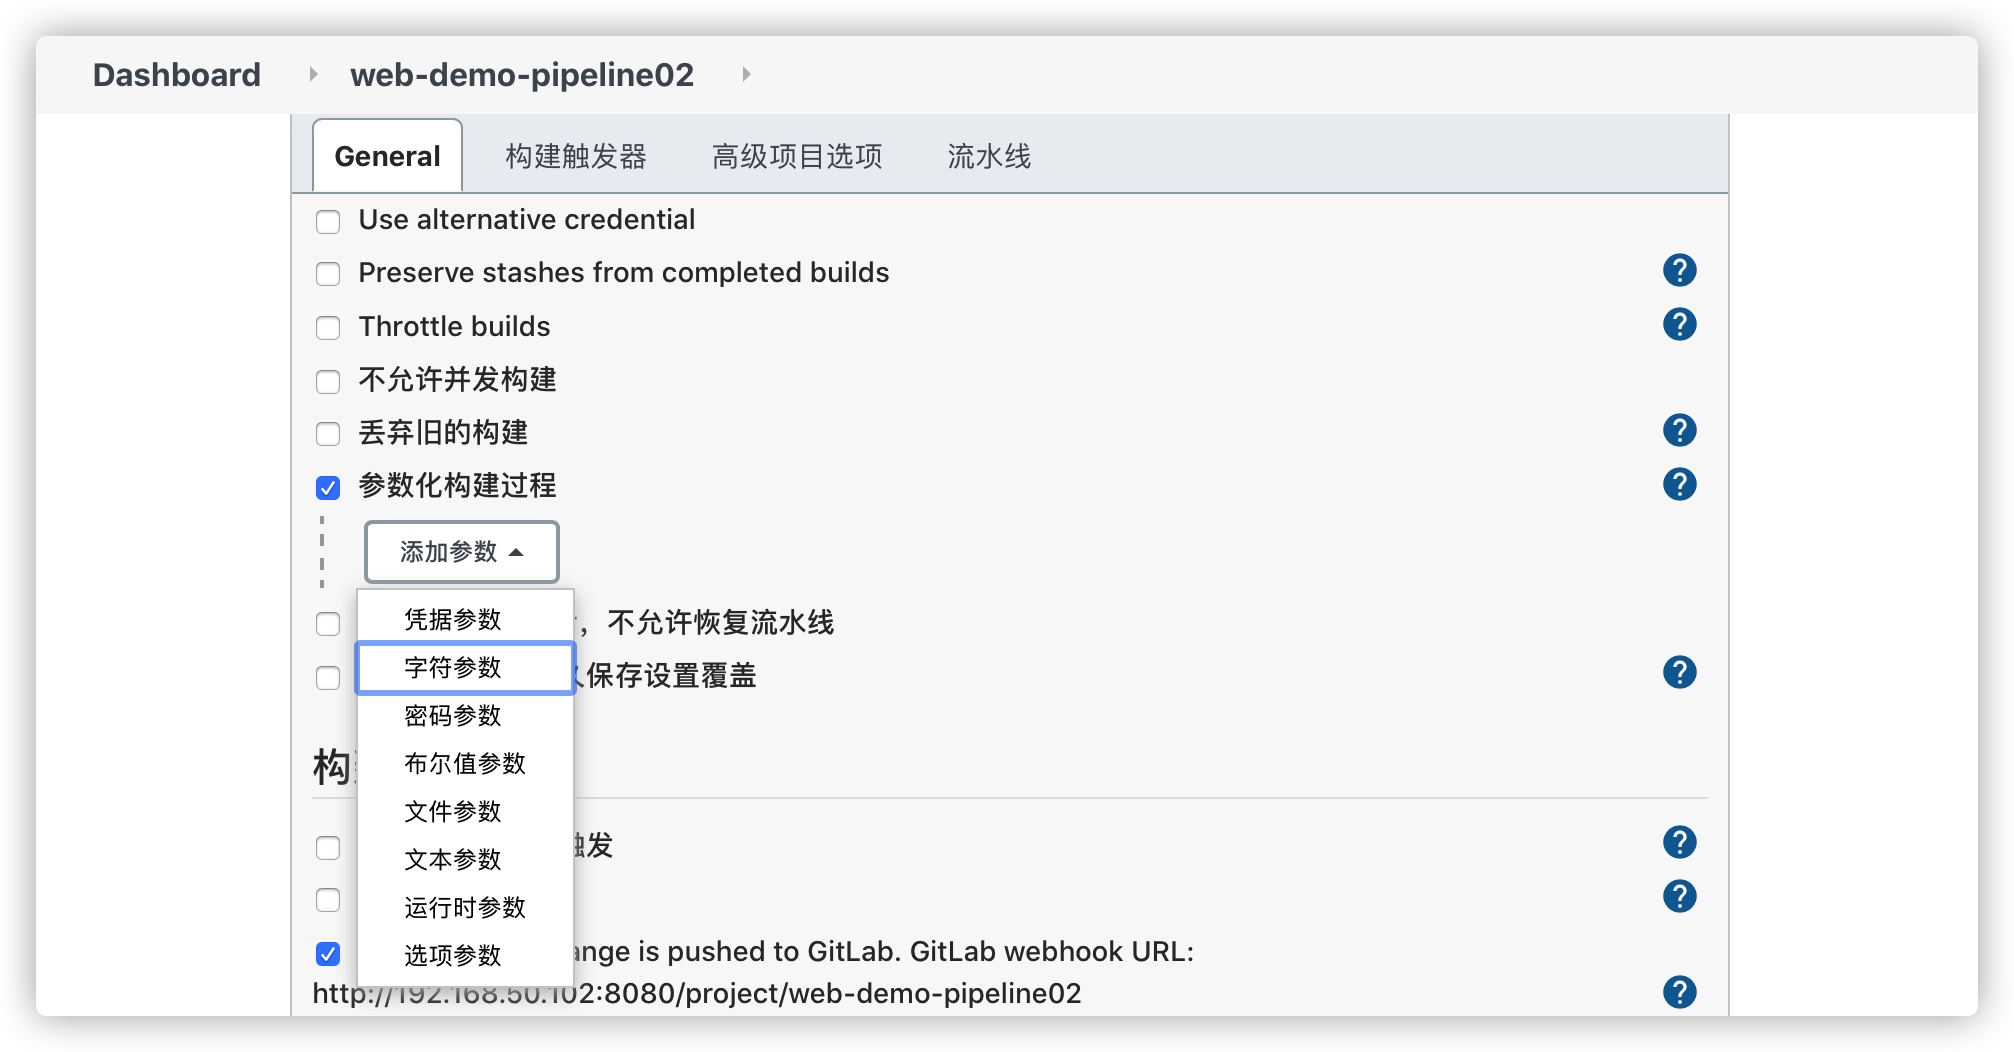 Dashboard web-demo-pipeline02
General 构建触发器 高级项目选项 流水线
Use alternative credential
Preserve stashes from completed builds ?
Throttle builds ?
不允许并发构建
丢弃旧的构建 ?
参数化构建过程 ?
添加参数
凭据参数
，不允许恢复流水线
字符参数
保存设置覆盖 ?
密码参数
构
布尔值参数
文件参数
触发 ?
文本参数
运行时参数
?
选项参数
ange is pushed to GitLab. GitLab webhook URL:
http://192.168.50.102:8080/project/web-demo-pipeline02 ?